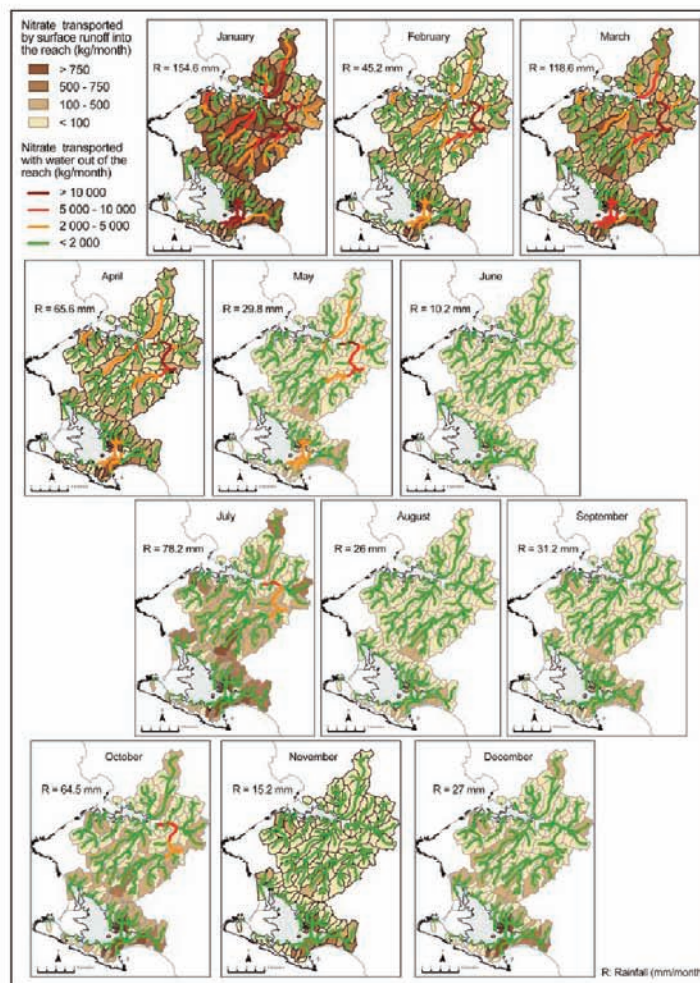 Nitrate transported
by surface runoff into
the reach (kg/month)
> 750
500 - 750
100 - 500
< 100
Nitrate transported
with water out of the
reach (kg/month)
> 10 000
5 000 - 10 000
2 000 - 5 000
< 2 000
January
R = 154.6 mm
February
R = 45.2 mm
March
R = 118.6 mm
April
R = 65.6 mm
May
R = 29.8 mm
June
R = 10.2 mm
July
R = 78.2 mm
August
R = 26 mm
September
R = 31.2 mm
October
R = 64.5 mm
November
R = 15.2 mm
December
R = 27 mm
R: Rainfall (mm/month